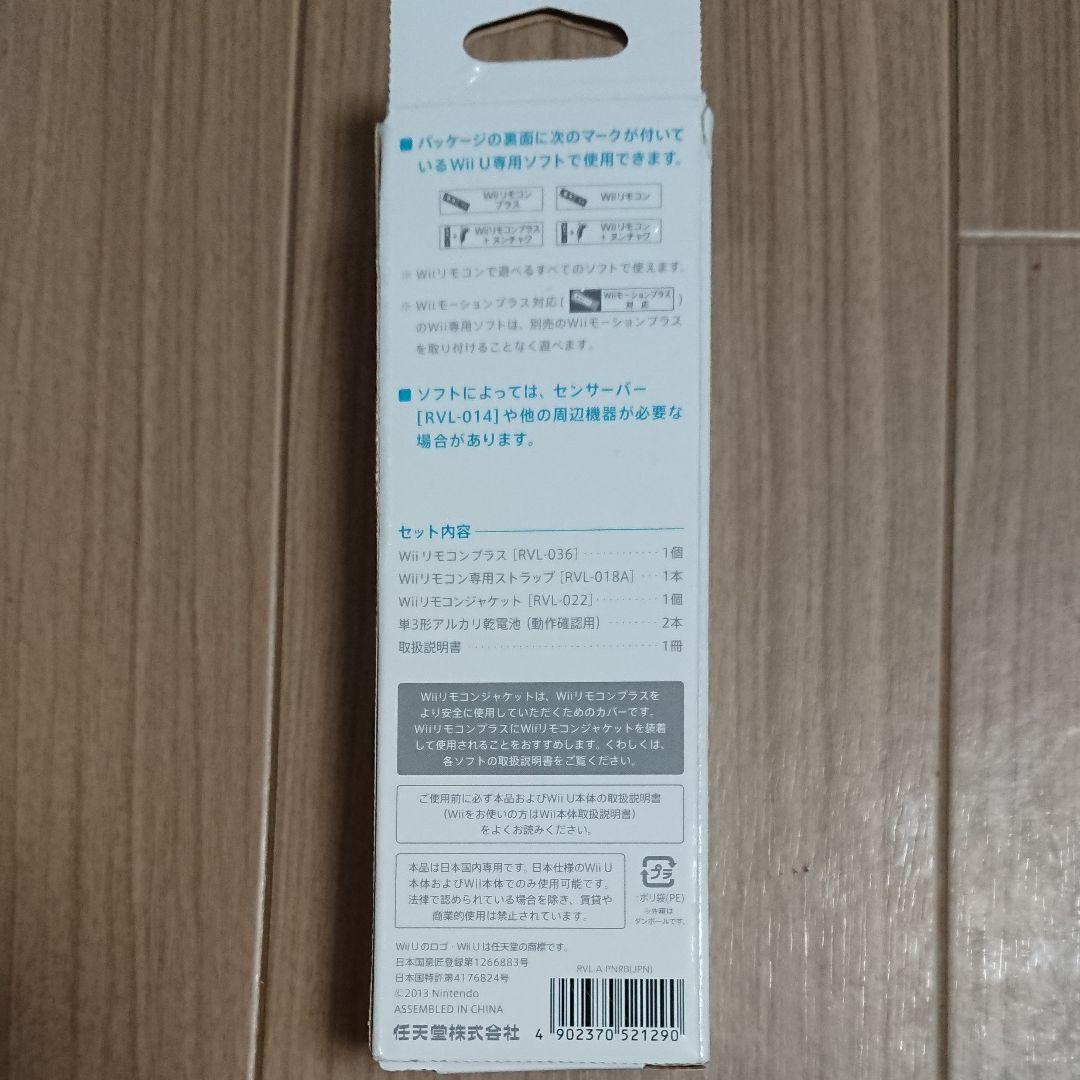 ■ パッケージの裏面に次のマークが付いて
いるWii U専用ソフトで使用できます。
Wiiリモコン
プラス
Wiiリモコン
Wiiリモコンプラス
+ ヌンチャク
Wiiリモコン
+ ヌンチャク
※ Wiiリモコンで遊べるすべてのソフトで使えます。
※ Wiiモーションプラス対応( Wiiモーションプラス
対 応 )
のWii専用ソフトは、別売のWiiモーションプラス
を取り付けることなく遊べます。
■ ソフトによっては、センサーバー
[RVL-014]や他の周辺機器が必要な
場合があります。
セット内容
Wiiリモコンプラス [RVL-036] ············ 1個
Wiiリモコン専用ストラップ [RVL-018A] ··· 1本
Wiiリモコンジャケット [RVL-022] ·········· 1個
単3形アルカリ乾電池 (動作確認用) ········ 2本
取扱説明書 ······························ 1冊
Wiiリモコンジャケットは、Wiiリモコンプラスを
より安全に使用していただくためのカバーです。
WiiリモコンプラスにWiiリモコンジャケットを装着
して使用されることをおすすめします。くわしくは、
各ソフトの取扱説明書をご覧ください。
ご使用前に必ず本品およびWii U本体の取扱説明書
(Wiiをお使いの方はWii本体取扱説明書)
をよくお読みください。
本品は日本国内専用です。日本仕様のWii U
本体およびWii本体でのみ使用可能です。
法律で認められている場合を除き、賃貸や
商業的使用は禁止されています。
プラ
:ポリ袋(PE)
※外箱は
ダンボールです。
Wii Uのロゴ・Wii Uは任天堂の商標です。
日本国意匠登録第1266883号
日本国特許第4176824号
©2013 Nintendo
ASSEMBLED IN CHINA
任天堂株式会社
RVL-A-PNRB(JPN)
4 902370 521290